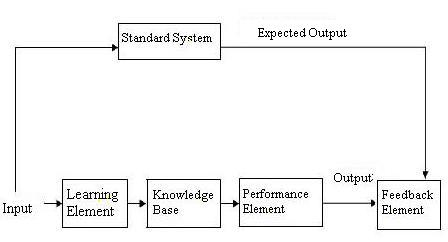 Standard System
Expected Output
Input
Learning
Element
Knowledge
Base
Performance
Element
Output
Feedback
Element